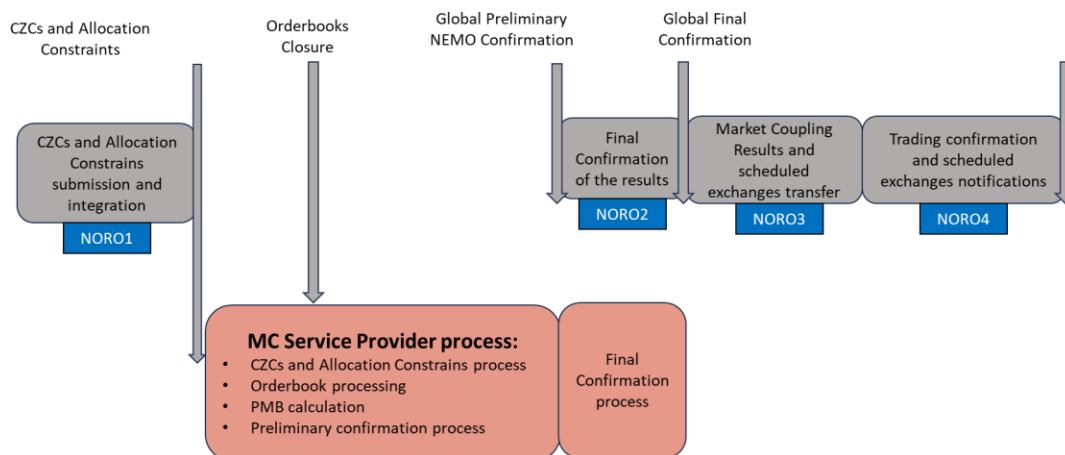 CZCs and Allocation
Constraints
Orderbooks
Closure
Global Preliminary
NEMO Confirmation
Global Final
Confirmation
CZCs and Allocation
Constrains
submission and
integration
NORO1
Final
Confirmation
of the results
NORO2
Market Coupling
Results and
scheduled
exchanges transfer
NORO3
Trading confirmation
and scheduled
exchanges notifications
NORO4
MC Service Provider process:
• CZCs and Allocation Constrains process
• Orderbook processing
• PMB calculation
• Preliminary confirmation process
Final
Confirmation
process